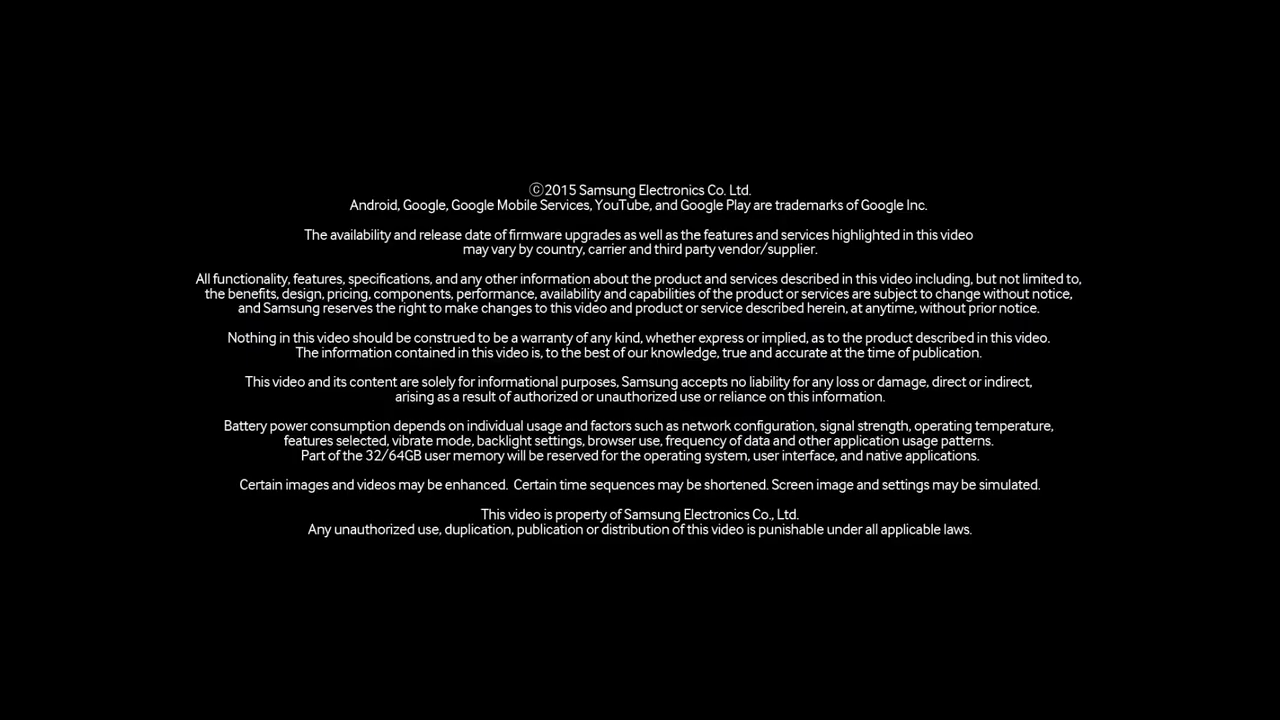 ⓒ2015 Samsung Electronics Co. Ltd.
Android, Google, Google Mobile Services, YouTube, and Google Play are trademarks of Google Inc.
The availability and release date of firmware upgrades as well as the features and services highlighted in this video
may vary by country, carrier and third party vendor/supplier.
All functionality, features, specifications, and any other information about the product and services described in this video including, but not limited to,
the benefits, design, pricing, components, performance, availability and capabilities of the product or services are subject to change without notice,
and Samsung reserves the right to make changes to this video and product or service described herein, at anytime, without prior notice.
Nothing in this video should be construed to be a warranty of any kind, whether express or implied, as to the product described in this video.
The information contained in this video is, to the best of our knowledge, true and accurate at the time of publication.
This video and its content are solely for informational purposes, Samsung accepts no liability for any loss or damage, direct or indirect,
arising as a result of authorized or unauthorized use or reliance on this information.
Battery power consumption depends on individual usage and factors such as network configuration, signal strength, operating temperature,
features selected, vibrate mode, backlight settings, browser use, frequency of data and other application usage patterns.
Part of the 32/64GB user memory will be reserved for the operating system, user interface, and native applications.
Certain images and videos may be enhanced.  Certain time sequences may be shortened. Screen image and settings may be simulated.
This video is property of Samsung Electronics Co., Ltd.
Any unauthorized use, duplication, publication or distribution of this video is punishable under all applicable laws.